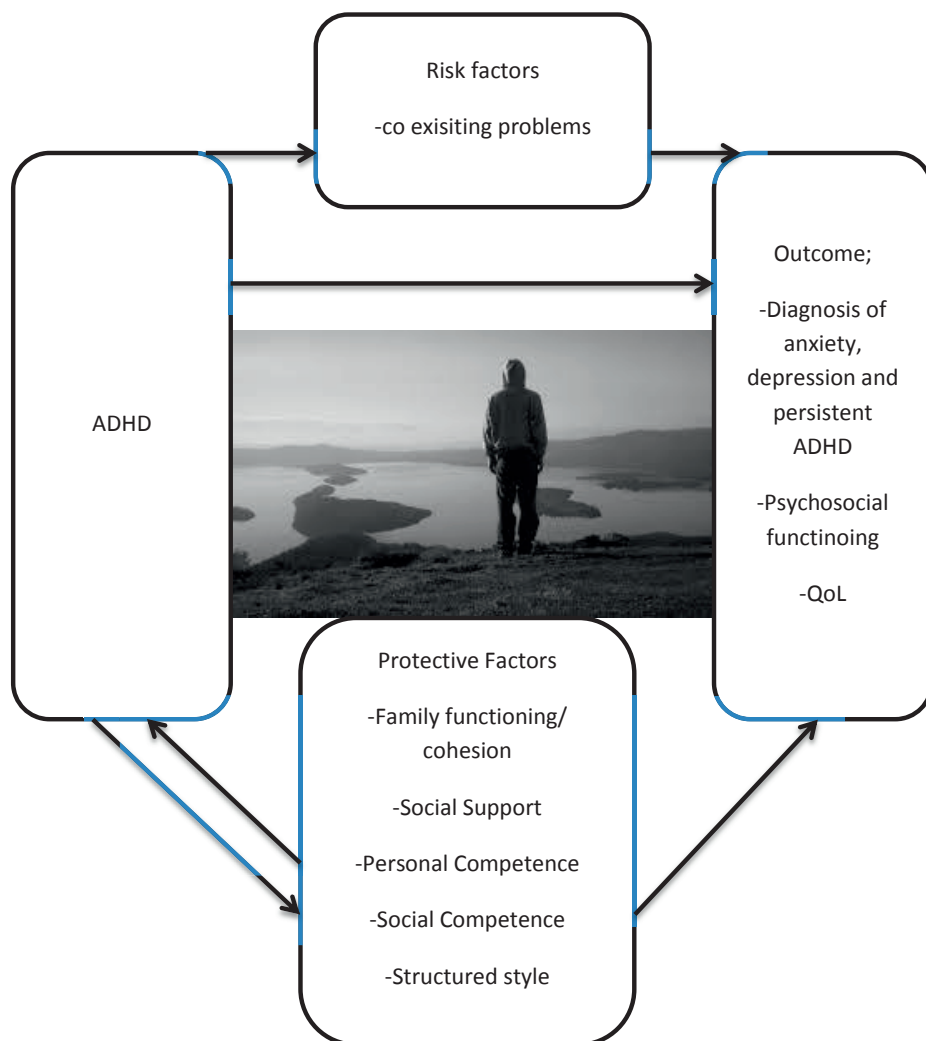 Risk factors
-co exisiting problems
ADHD
Outcome;
-Diagnosis of
anxiety,
depression and
persistent
ADHD
-Psychosocial
functinoing
-QoL
Protective Factors
-Family functioning/
cohesion
-Social Support
-Personal Competence
-Social Competence
-Structured style